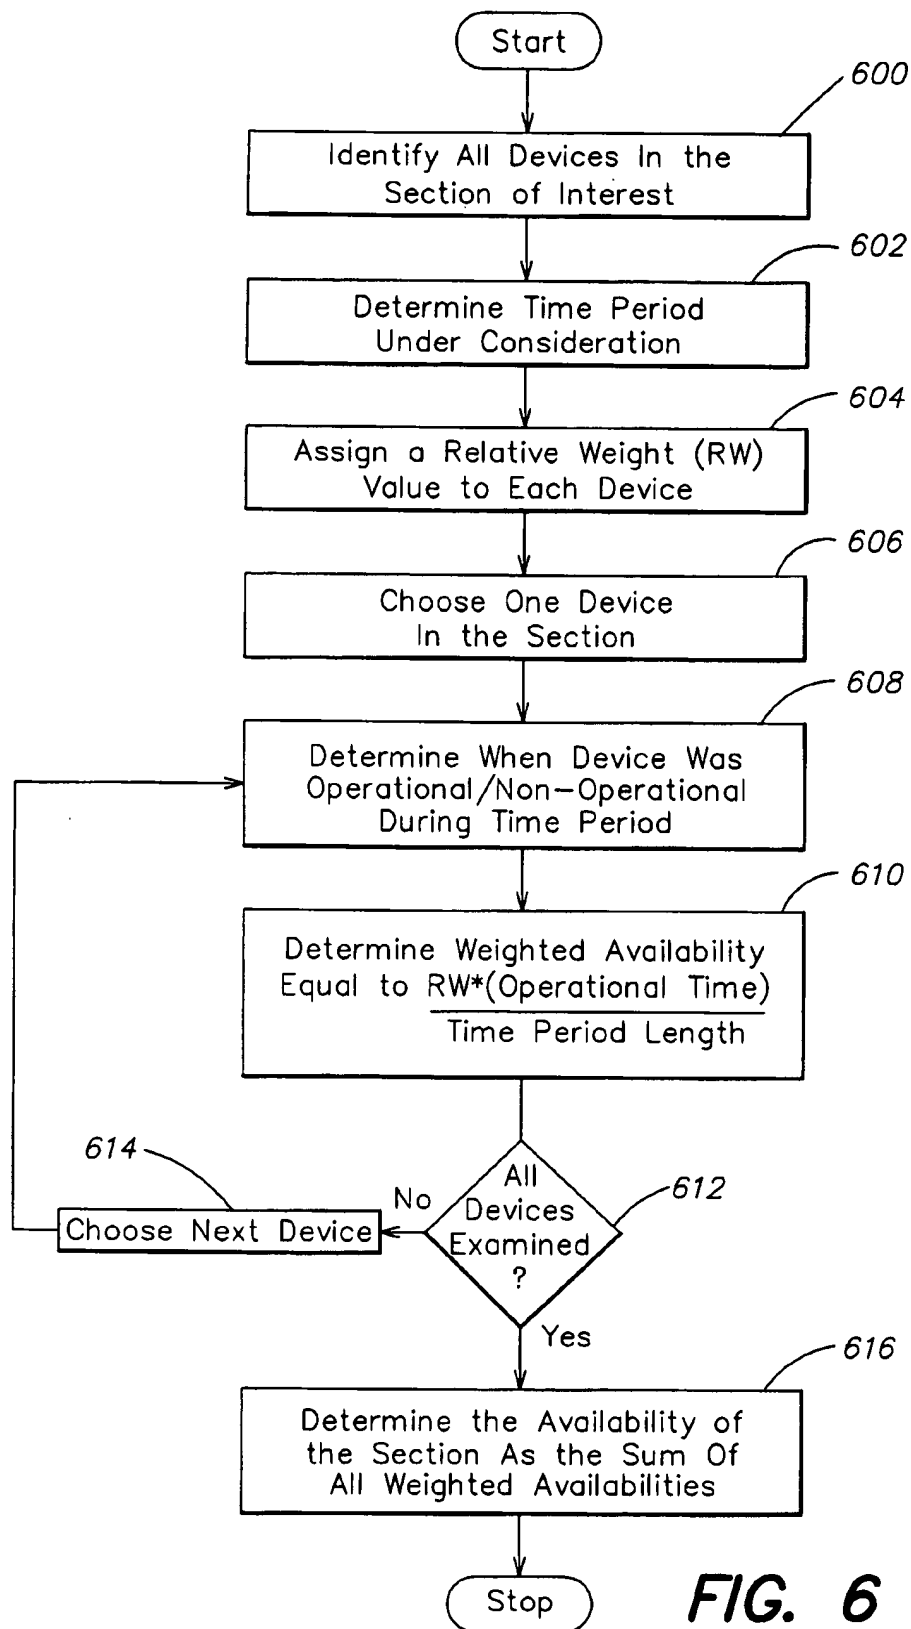 Start
600
Identify All Devices In the
Section of Interest
602
Determine Time Period
Under Consideration
604
Assign a Relative Weight (RW)
Value to Each Device
606
Choose One Device
In the Section
608
Determine When Device Was
Operational/Non-Operational
During Time Period
610
Determine Weighted Availability
Equal to RW*(Operational Time)
Time Period Length
614
612
All
Devices
Examined
?
No
Choose Next Device
Yes
616
Determine the Availability of
the Section As the Sum Of
All Weighted Availabilities
Stop
FIG. 6